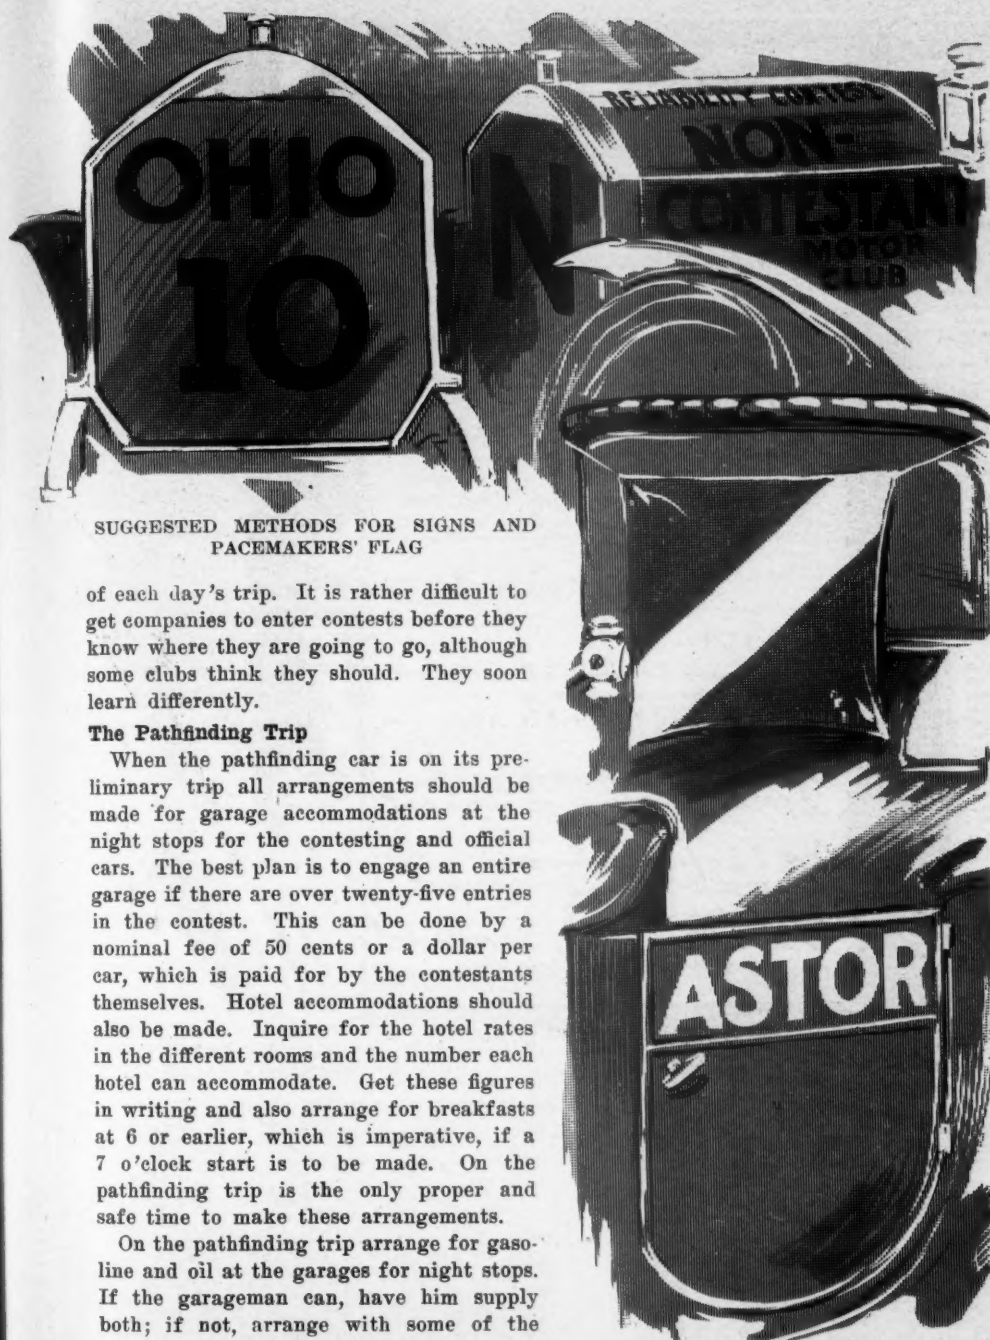 OHIO
10
RELIABILITY CONTEST
N
NON-
CONTESTANT
MOTOR
CLUB
SUGGESTED METHODS FOR SIGNS AND
PACEMAKERS' FLAG
of each day's trip. It is rather difficult to
get companies to enter contests before they
know where they are going to go, although
some clubs think they should. They soon
learn differently.
The Pathfinding Trip
When the pathfinding car is on its pre-
liminary trip all arrangements should be
made for garage accommodations at the
night stops for the contesting and official
cars. The best plan is to engage an entire
garage if there are over twenty-five entries
in the contest. This can be done by a
nominal fee of 50 cents or a dollar per
car, which is paid for by the contestants
themselves. Hotel accommodations should
also be made. Inquire for the hotel rates
in the different rooms and the number each
hotel can accommodate. Get these figures
in writing and also arrange for breakfasts
at 6 or earlier, which is imperative, if a
7 o'clock start is to be made. On the
pathfinding trip is the only proper and
safe time to make these arrangements.
On the pathfinding trip arrange for gaso-
line and oil at the garages for night stops.
If the garageman can, have him supply
both; if not, arrange with some of the
ASTOR